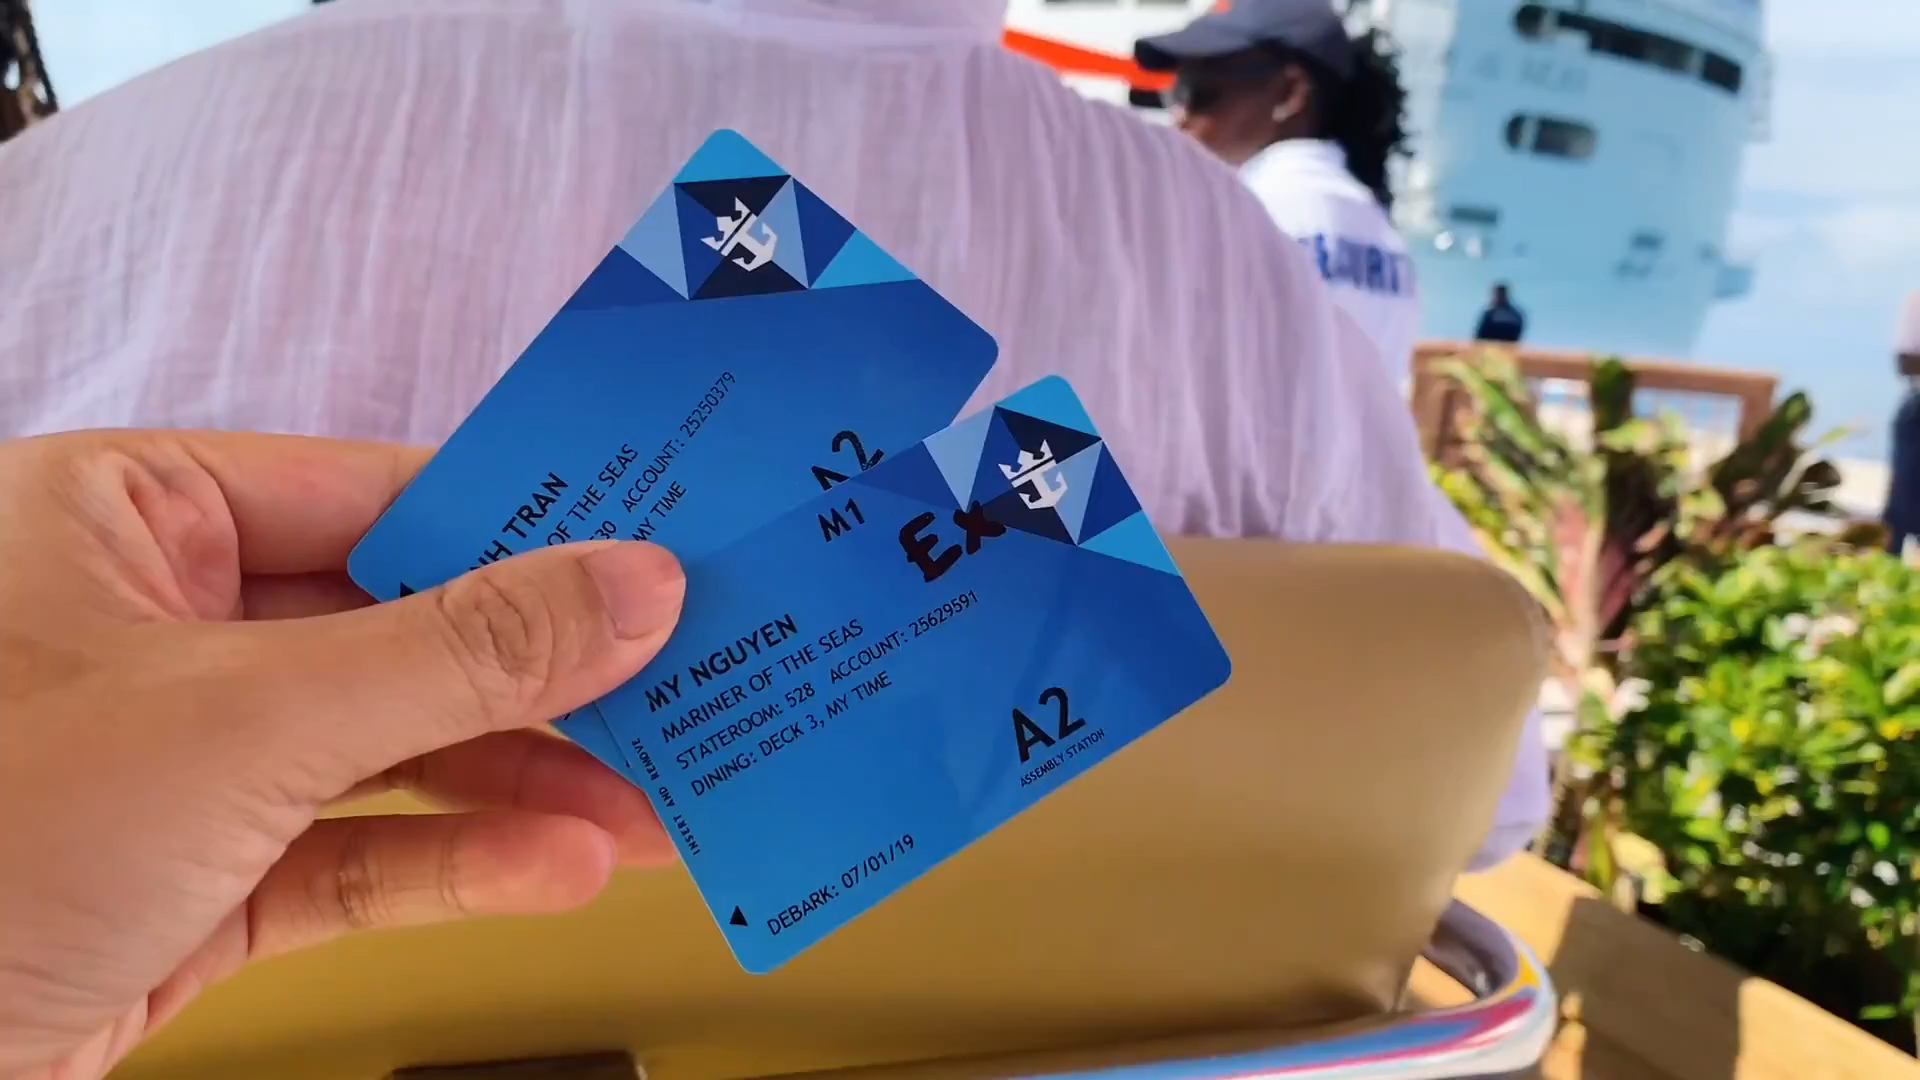 NH TRAN
OF THE SEAS
30 ACCOUNT: 25250379
MY TIME
A2
M1
Ex
MY NGUYEN
MARINER OF THE SEAS
STATEROOM: 528 ACCOUNT: 25629591
DINING: DECK 3, MY TIME
A2
ASSEMBLY STATION
INSERT AND REMOVE
DEBARK: 07/01/19